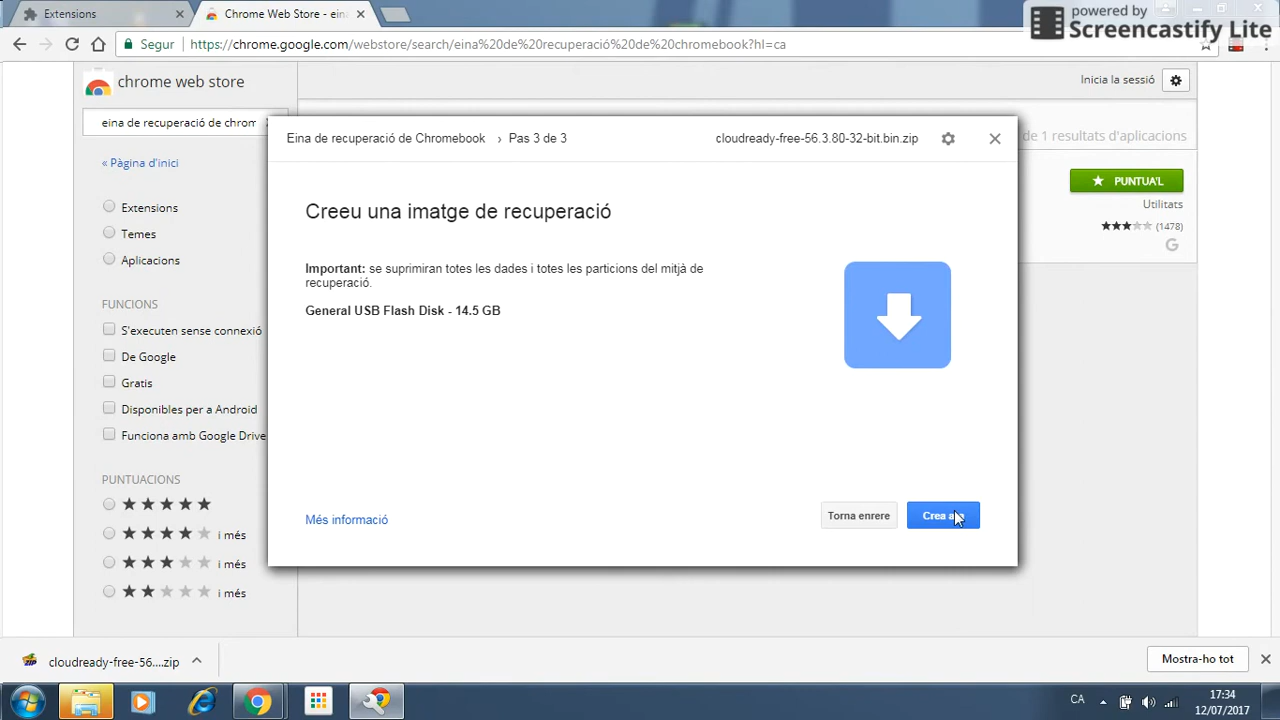 Extensions
Chrome Web Store - ein
powered by
Screencastify Lite
Segur
https://chrome.google.com/webstore/search/eina%20de%20recuperació%20de%20chromebook?hl=ca
chrome web store
Inicia la sessió
eina de recuperació de chrom
Eina de recuperació de Chromebook › Pas 3 de 3
cloudready-free-56.3.80-32-bit.bin.zip
de 1 resultats d'aplicacions
« Pàgina d'inici
PUNTUA'L
Utilitats
(1478)
Extensions
Temes
Aplicacions
FUNCIONS
S'executen sense connexió
De Google
Gratis
Disponibles per a Android
Funciona amb Google Drive
PUNTUACIONS
i més
i més
i més
Creeu una imatge de recuperació
Important: se suprimiran totes les dades i totes les particions del mitjà de
recuperació.
General USB Flash Disk - 14.5 GB
Més informació
Torna enrere
Crea
cloudready-free-56....zip
Mostra-ho tot
CA
17:34
12/07/2017